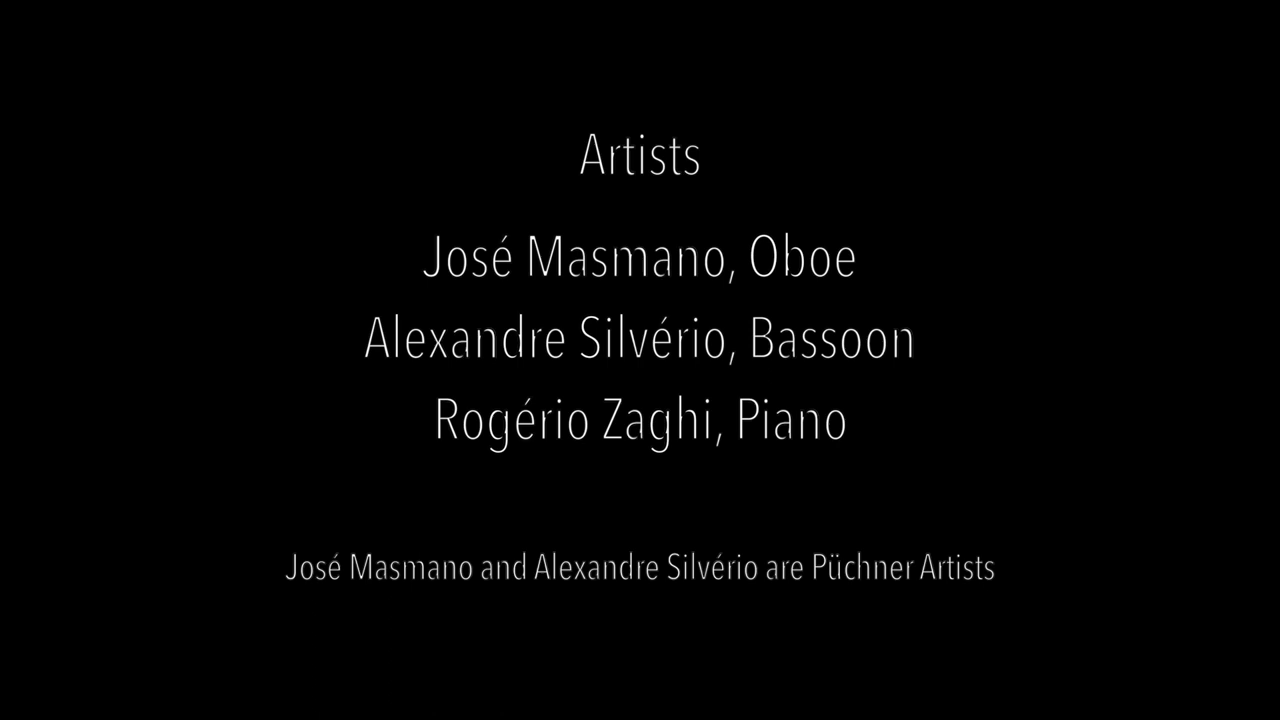 Artists
José Masmano, Oboe
Alexandre Silvério, Bassoon
Rogério Zaghi, Piano
José Masmano and Alexandre Silvério are Püchner Artists